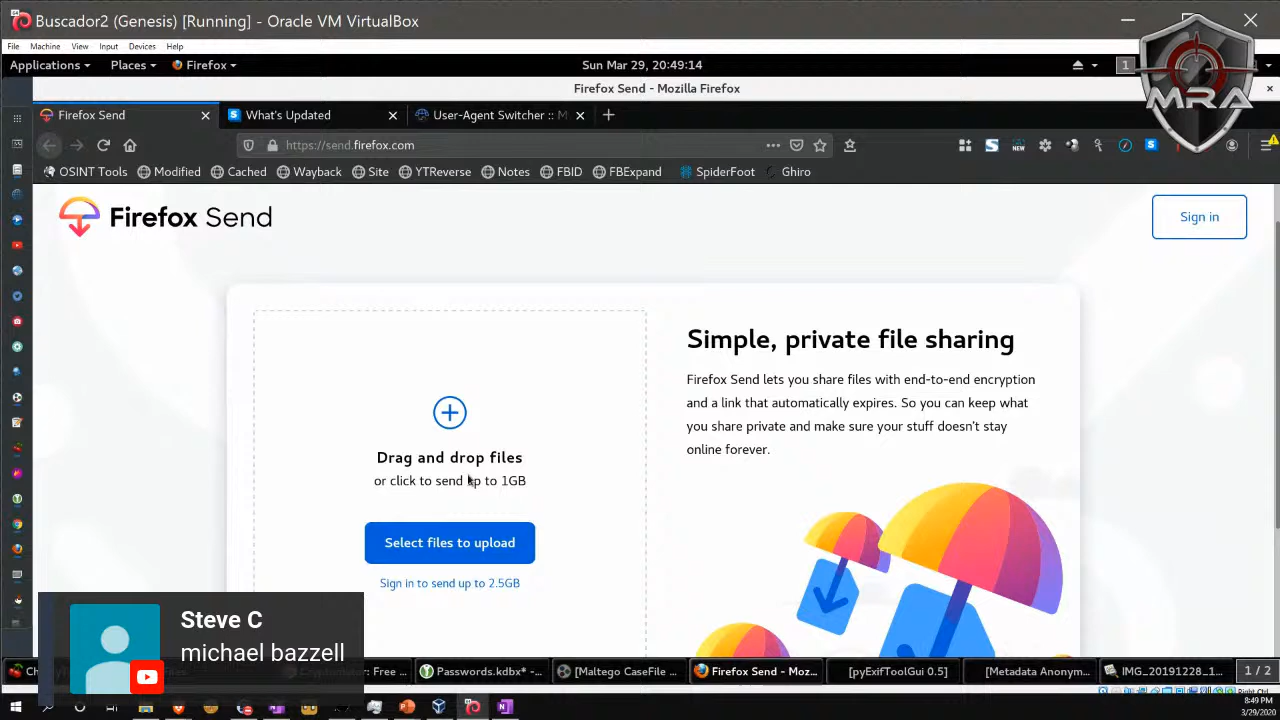 Buscador2 (Genesis) [Running] - Oracle VM VirtualBox
File Machine View Input Devices Help
Applications Places Firefox Sun Mar 29, 20:49:14 1
Firefox Send - Mozilla Firefox
MRA
Firefox Send What's Updated User-Agent Switcher :: M
https://send.firefox.com
NEW
OSINT Tools Modified Cached Wayback Site YTReverse Notes FBID FBExpand SpiderFoot Ghiro
Firefox Send
Sign in
Drag and drop files
or click to send up to 1GB
Select files to upload
Sign in to send up to 2.5GB
Simple, private file sharing
Firefox Send lets you share files with end-to-end encryption
and a link that automatically expires. So you can keep what
you share private and make sure your stuff doesn't stay
online forever.
Steve C
michael bazzell
Free ... Passwords.kdbx* -... [Maltego CaseFile ... Firefox Send - Moz... [pyExifToolGui 0.5] [Metadata Anonym... IMG_20191228_1... 1 / 2
Right Ctrl
8:49 PM
3/29/2020